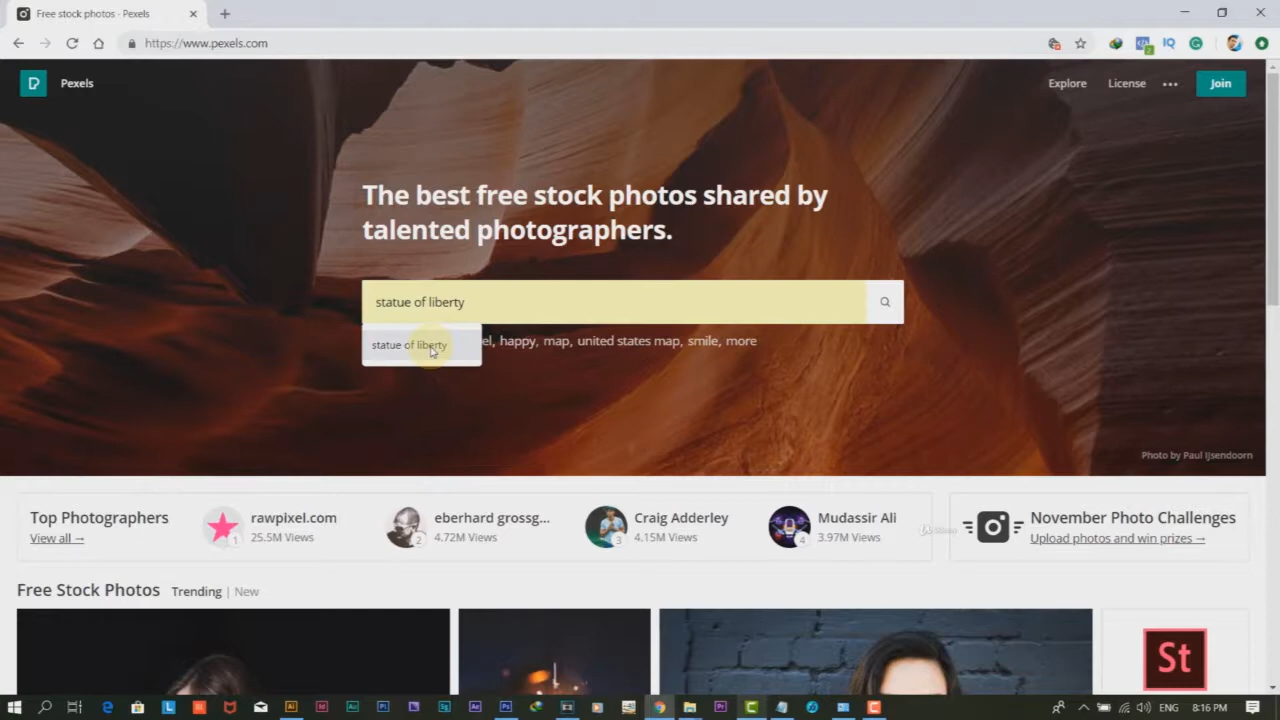 Free stock photos · Pexels
https://www.pexels.com
Pexels
Explore
License
Join
The best free stock photos shared by
talented photographers.
statue of liberty
statue of liberty
el, happy, map, united states map, smile, more
Photo by Paul IJsendoorn
Top Photographers
View all →
1
rawpixel.com
25.5M Views
2
eberhard grossg...
4.72M Views
3
Craig Adderley
4.15M Views
4
Mudassir Ali
3.97M Views
November Photo Challenges
Upload photos and win prizes →
Free Stock Photos
Trending | New
St
ENG
8:16 PM